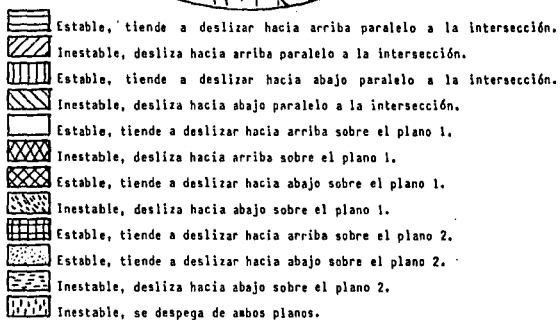 Estable, tiende a deslizar hacia arriba paralelo a la intersección.
Inestable, desliza hacia arriba paralelo a la intersección.
Estable, tiende a deslizar hacia abajo paralelo a la intersección.
Inestable, desliza hacia abajo paralelo a la intersección.
Estable, tiende a deslizar hacia arriba sobre el plano 1.
Inestable, desliza hacia arriba sobre el plano 1.
Estable, tiende a deslizar hacia abajo sobre el plano 1.
Inestable, desliza hacia abajo sobre el plano 1.
Estable, tiende a deslizar hacia arriba sobre el plano 2.
Estable, tiende a deslizar hacia abajo sobre el plano 2.
Inestable, desliza hacia abajo sobre el plano 2.
Inestable, se despega de ambos planos.